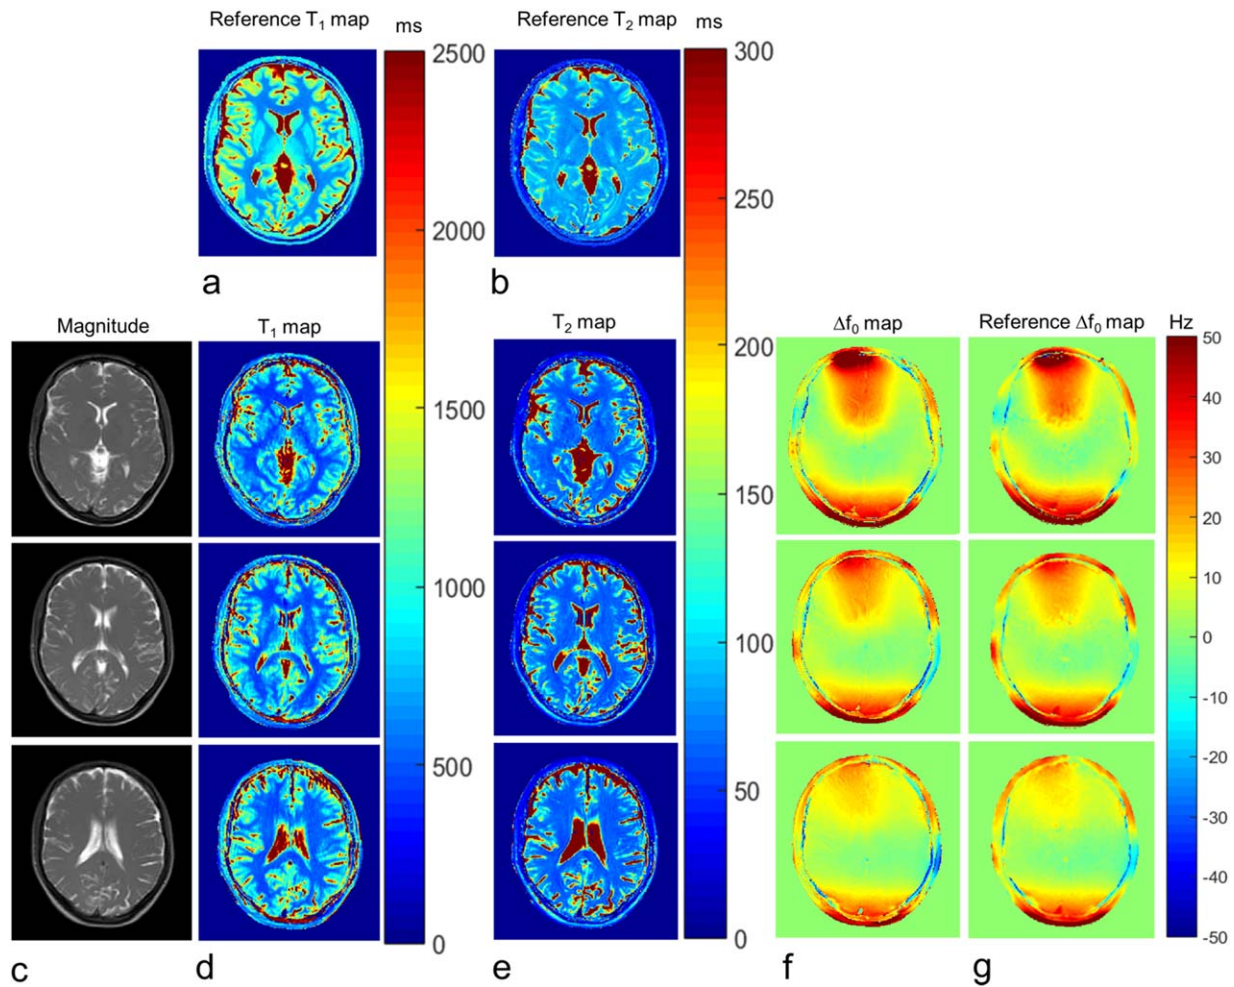 Reference T₁ map
ms
Reference T₂ map
ms
2500
2000
1500
1000
500
0
300
250
200
150
100
50
0
a
b
Magnitude
T₁ map
T₂ map
Δf₀ map
Reference Δf₀ map
Hz
50
40
30
20
10
0
-10
-20
-30
-40
-50
c
d
e
f
g